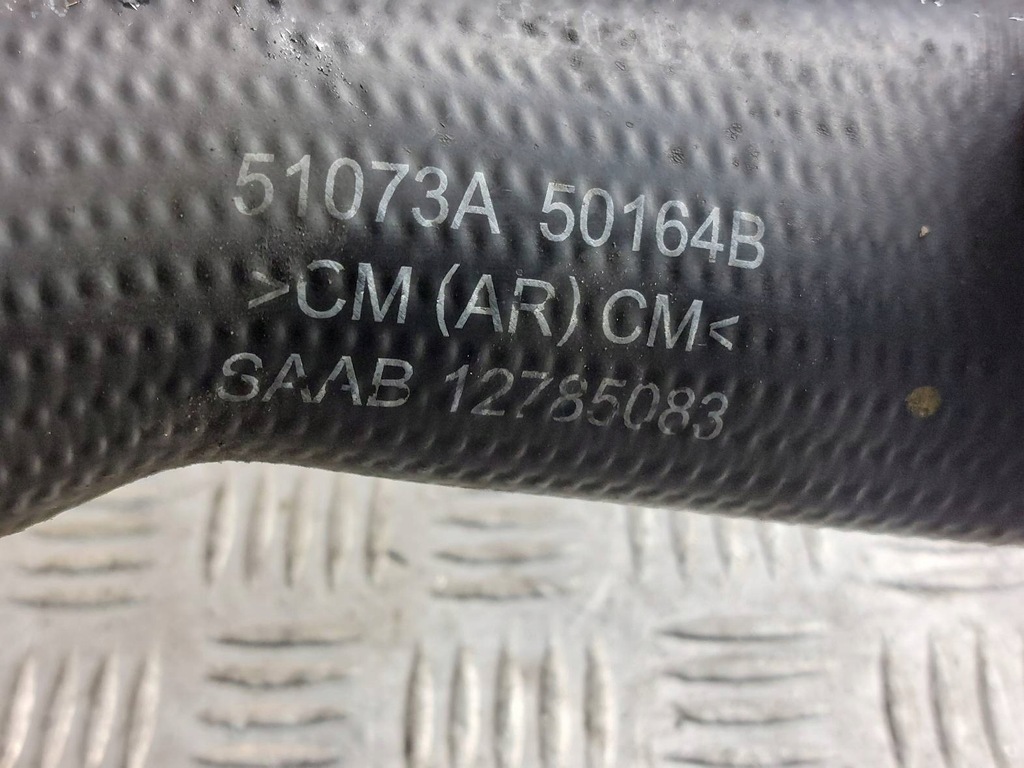 51073A 50164B
>CM (AR) CM<
SAAB 12785083